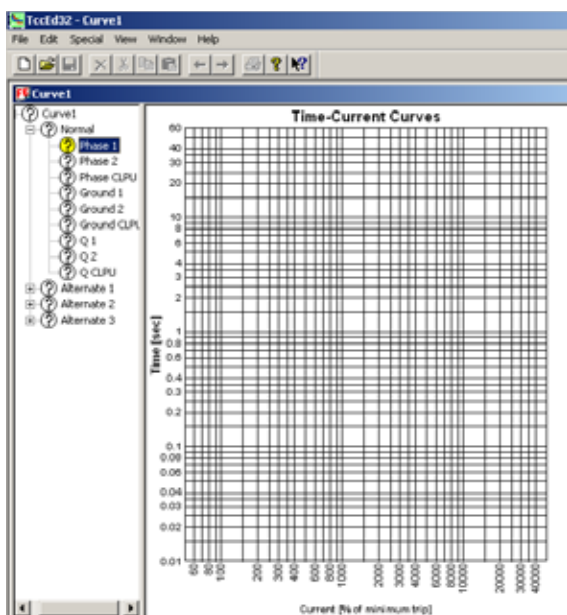 TccEd32 - Curve1
File Edit Special View Window Help
Curve1
Curve1
Normal
Phase 1
Phase 2
Phase CLPU
Ground 1
Ground 2
Ground CLPU
Q 1
Q 2
Q CLPU
Alternate 1
Alternate 2
Alternate 3
Time-Current Curves
Time [sec]
60
40
30
20
10
8
6
4
3
2
1
0.8
0.6
0.4
0.3
0.2
0.1
0.08
0.06
0.04
0.03
0.02
0.01
60 80 100 200 300 400 600 800 1000 2000 3000 4000 6000 8000 10000 20000 30000 40000
Current [% of minimum trip]